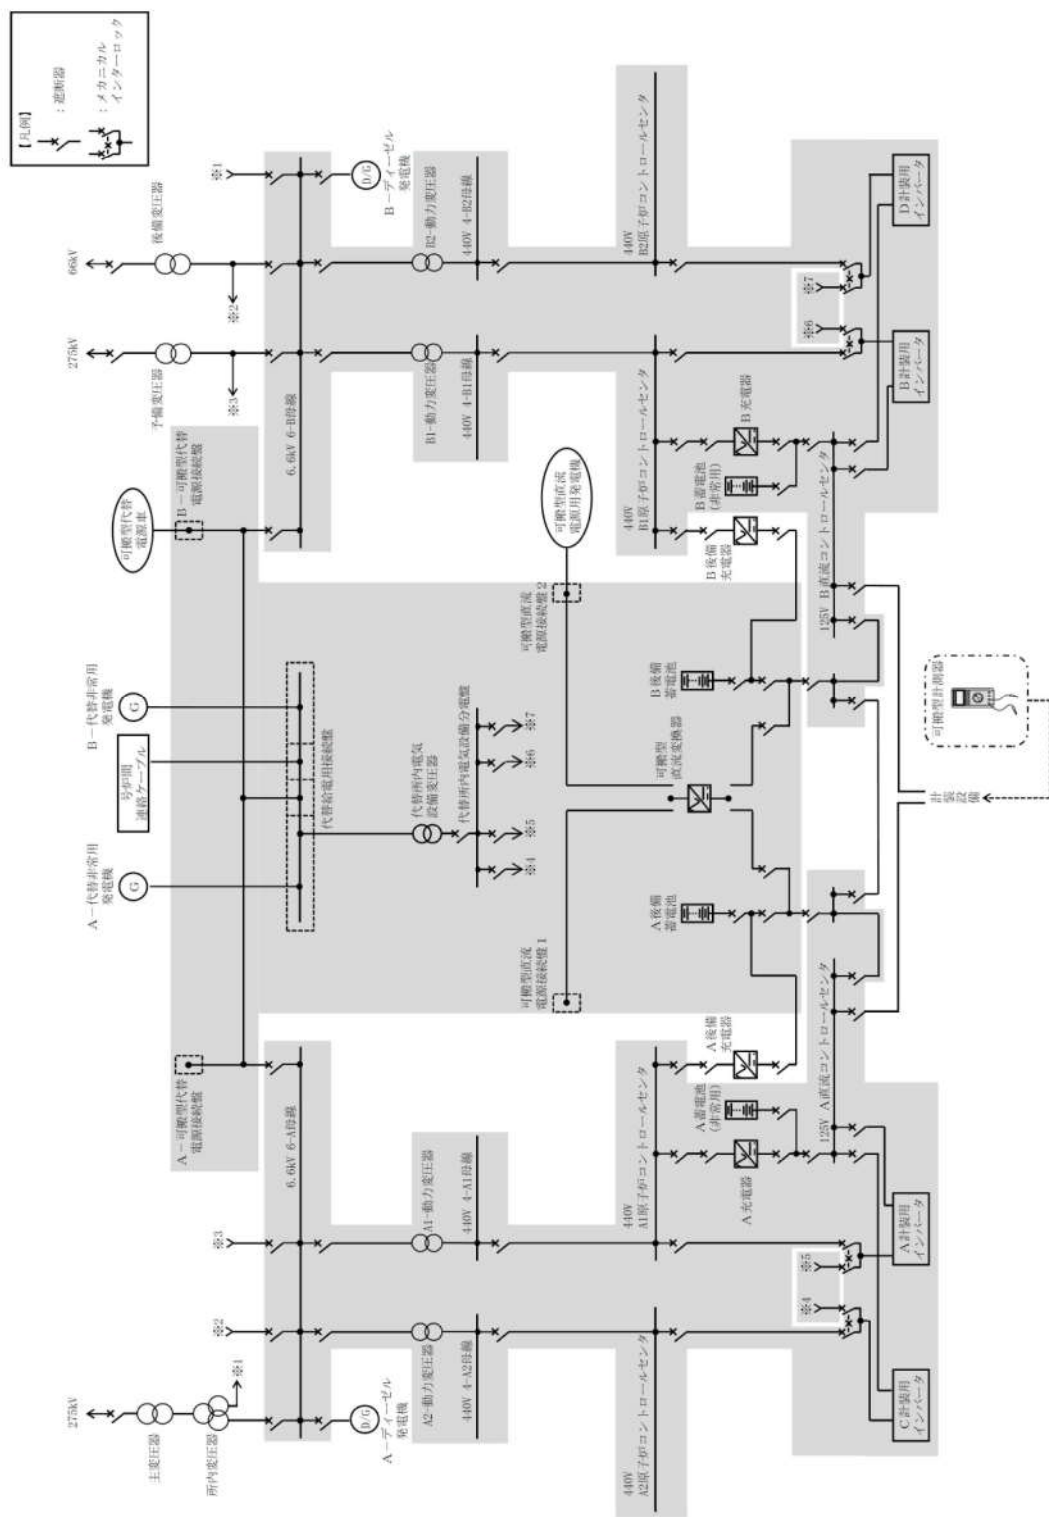 【凡例】
：遮断器
：メカニカル
インターロック
275kV
主変圧器
所内変圧器
※1
※2
※3
A－可搬型代替
電源接続盤
A－代替非常用
発電機
G
号炉間
連絡ケーブル
B－代替非常用
発電機
G
可搬型代替
電源車
B－可搬型代替
電源接続盤
275kV
予備変圧器
※3
66kV
後備変圧器
※2
※1
6.6kV 6-A母線
代替給電用接続盤
6.6kV 6-B母線
D/G
A－ディーゼル
発電機
D/G
B－ディーゼル
発電機
A2-動力変圧器
440V 4-A2母線
A1-動力変圧器
440V 4-A1母線
代替所内電気
設備変圧器
代替所内電気設備分電盤
※4
※5
※6
※7
B1-動力変圧器
440V 4-B1母線
B2-動力変圧器
440V 4-B2母線
可搬型直流
電源接続盤 1
可搬型直流
電源接続盤 2
可搬型直流
電源用発電機
440V
A2原子炉コントロールセンタ
440V
A1原子炉コントロールセンタ
440V
B1原子炉コントロールセンタ
440V
B2原子炉コントロールセンタ
A充電器
A蓄電池
(非常用)
A後備
充電器
A後備
蓄電池
可搬型
直流変換器
B後備
蓄電池
B後備
充電器
B蓄電池
(非常用)
B充電器
※4
※5
※6
※7
125V A直流コントロールセンタ
125V B直流コントロールセンタ
C計装用
インバータ
A計装用
インバータ
計装
設備
可搬型計測器
B計装用
インバータ
D計装用
インバータ